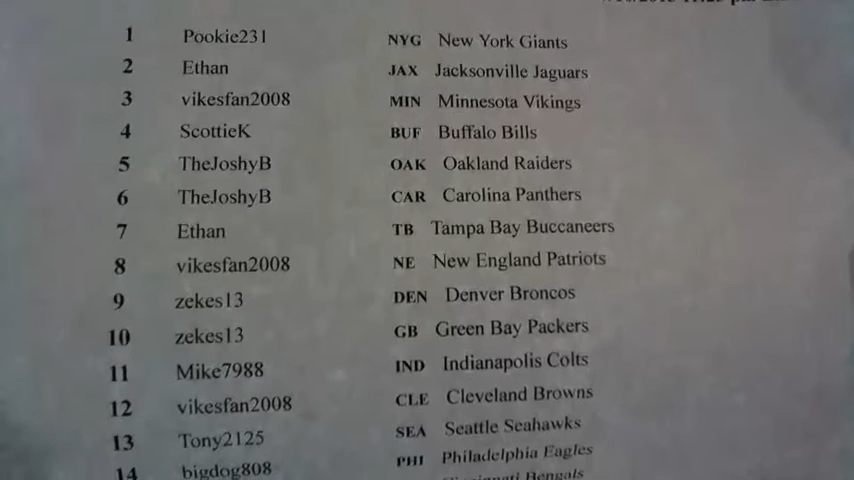 1 Pookie231 NYG New York Giants
2 Ethan JAX Jacksonville Jaguars
3 vikesfan2008 MIN Minnesota Vikings
4 ScottieK BUF Buffalo Bills
5 TheJoshyB OAK Oakland Raiders
6 TheJoshyB CAR Carolina Panthers
7 Ethan TB Tampa Bay Buccaneers
8 vikesfan2008 NE New England Patriots
9 zekes13 DEN Denver Broncos
10 zekes13 GB Green Bay Packers
11 Mike7988 IND Indianapolis Colts
12 vikesfan2008 CLE Cleveland Browns
13 Tony2125 SEA Seattle Seahawks
14 bigdog808 PHI Philadelphia Eagles
Bengals